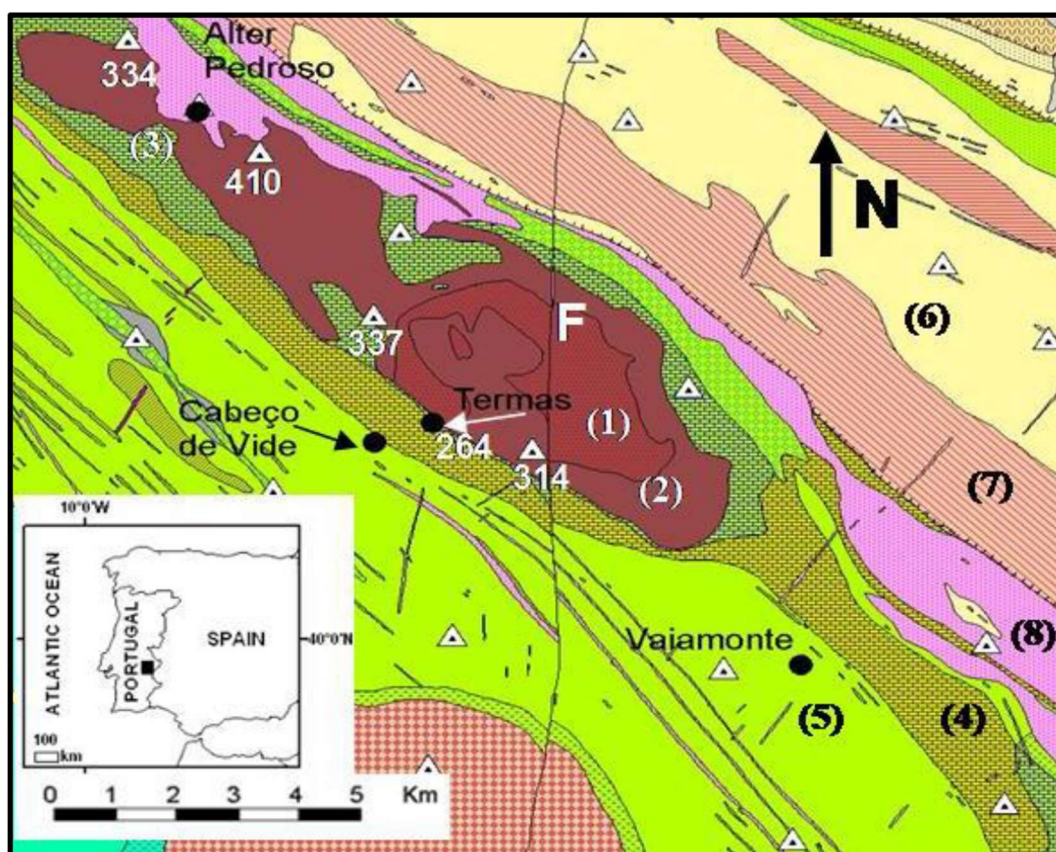 Alter
Pedroso
334
(3)
410
N
(6)
F
337
Termas
Cabeço
de Vide
264
(1)
314
(2)
(7)
(8)
Vajamonte
(5)
(4)
10°0'W
ATLANTIC OCEAN
PORTUGAL
SPAIN
40°0'N
100
km
0 1 2 3 4 5 Km